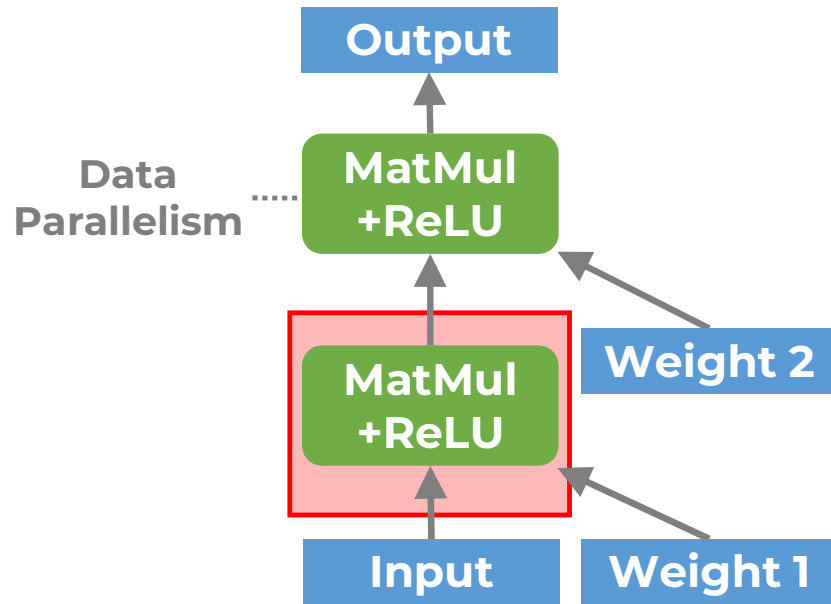 Output
MatMul
+ReLU
Data
Parallelism
Weight 2
MatMul
+ReLU
Input
Weight 1